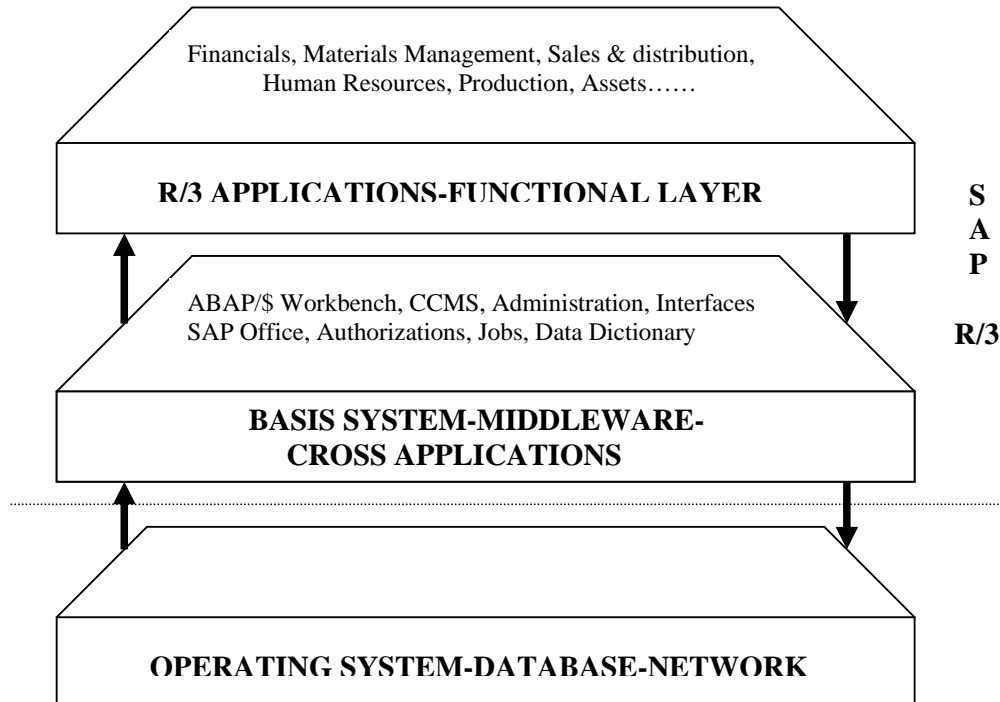 Financials, Materials Management, Sales & distribution,
Human Resources, Production, Assets……
R/3 APPLICATIONS-FUNCTIONAL LAYER
S
A
P
R/3
ABAP/$ Workbench, CCMS, Administration, Interfaces
SAP Office, Authorizations, Jobs, Data Dictionary
BASIS SYSTEM-MIDDLEWARE-
CROSS APPLICATIONS
OPERATING SYSTEM-DATABASE-NETWORK